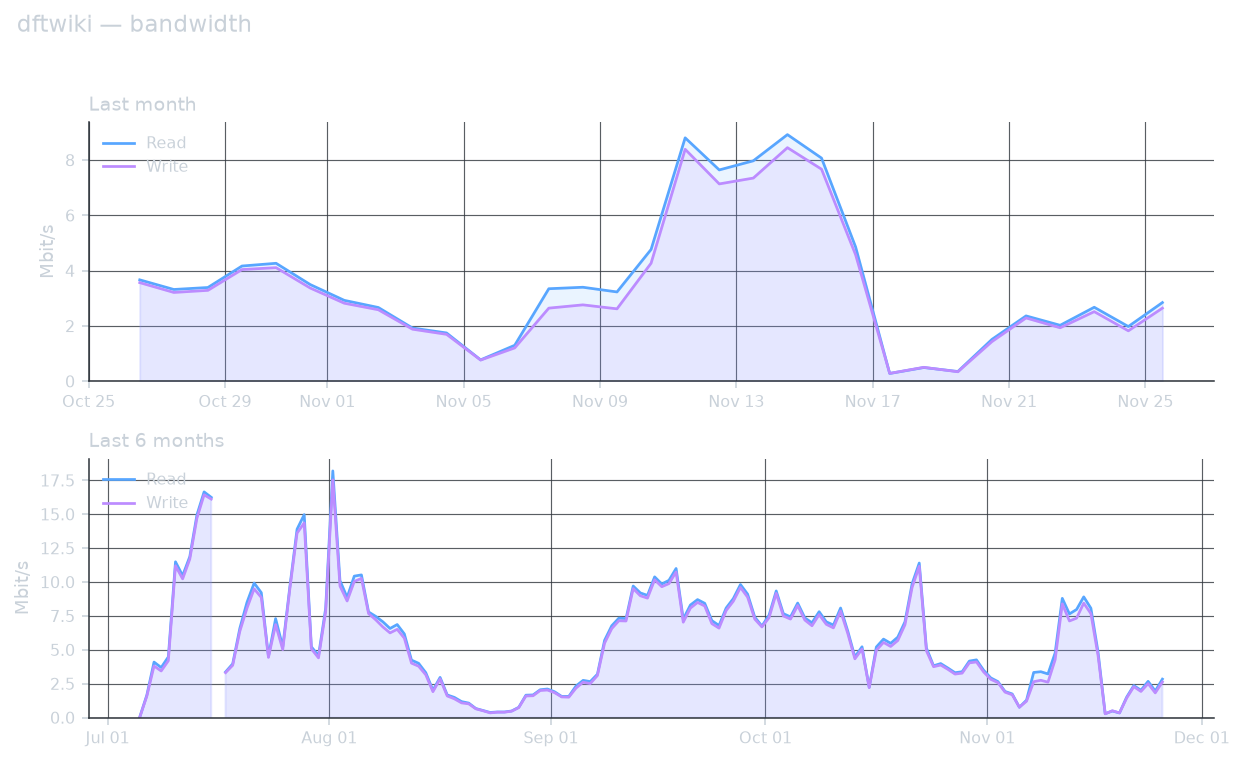 dftwiki — bandwidth
Last month
Read
Write
8
6
4
2
0
Mbit/s
Oct 25 Oct 29 Nov 01 Nov 05 Nov 09 Nov 13 Nov 17 Nov 21 Nov 25
Last 6 months
Read
Write
17.5
15.0
12.5
10.0
7.5
5.0
2.5
0.0
Mbit/s
Jul 01 Aug 01 Sep 01 Oct 01 Nov 01 Dec 01